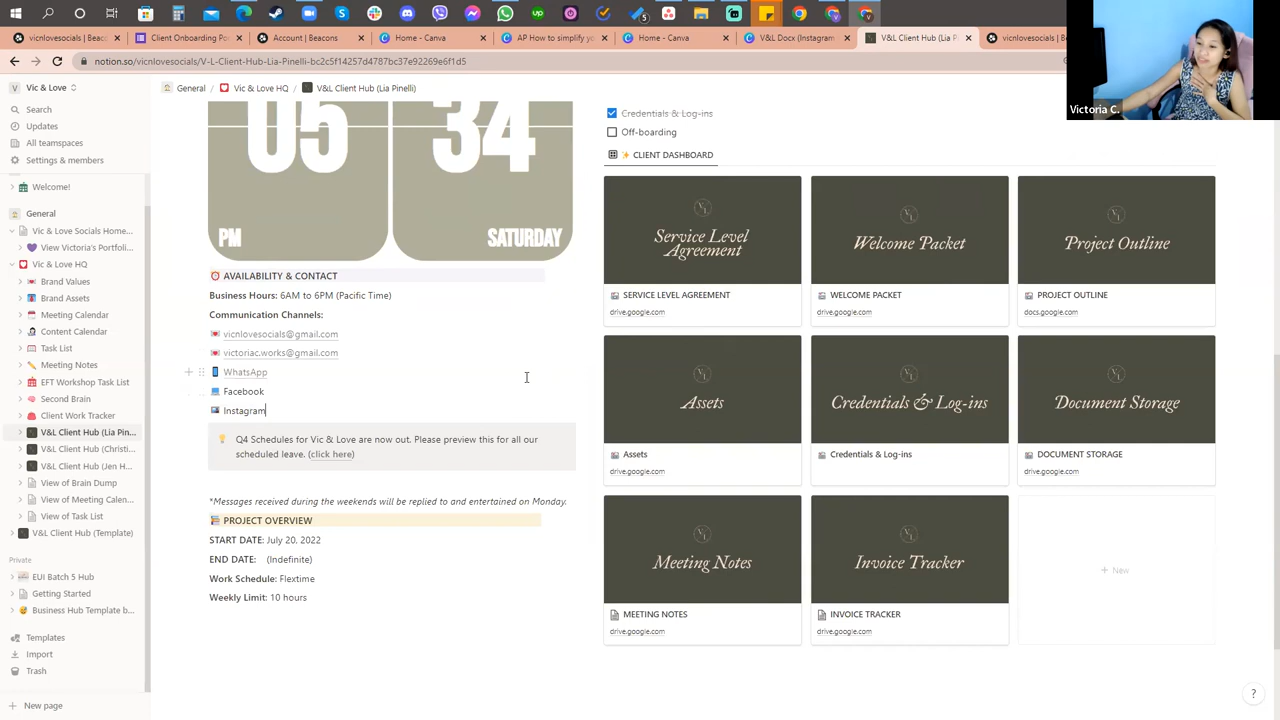 vicnlovesocials | Beac
Client Onboarding Po
Account | Beacons
Home - Canva
AP How to simplify yo
Home - Canva
V&L Docx (Instagram
V&L Client Hub (Lia P
vicnlovesocials | B
notion.so/vicnlovesocials/V-L-Client-Hub-Lia-Pinelli-bc2c5f14257d4787bc37e92269e6f1d5
Victoria C.
Vic & Love
Search
Updates
All teamspaces
Settings & members
Welcome!
General
Vic & Love Socials Home...
View Victoria's Portfoli...
Vic & Love HQ
Brand Values
Brand Assets
Meeting Calendar
Content Calendar
Task List
Meeting Notes
EFT Workshop Task List
Second Brain
Client Work Tracker
V&L Client Hub (Lia Pin...
V&L Client Hub (Christi...
V&L Client Hub (Jen H...
View of Brain Dump
View of Meeting Calen...
View of Task List
V&L Client Hub (Template)
Private
EUI Batch 5 Hub
Getting Started
Business Hub Template b...
Templates
Import
Trash
New page
General / Vic & Love HQ / V&L Client Hub (Lia Pinelli)
05 34
PM SATURDAY
AVAILABILITY & CONTACT
Business Hours: 6AM to 6PM (Pacific Time)
Communication Channels:
vicnlovesocials@gmail.com
victoriac.works@gmail.com
WhatsApp
Facebook
Instagram
Q4 Schedules for Vic & Love are now out. Please preview this for all our
scheduled leave. (click here)
*Messages received during the weekends will be replied to and entertained on Monday.
PROJECT OVERVIEW
START DATE: July 20, 2022
END DATE: (Indefinite)
Work Schedule: Flextime
Weekly Limit: 10 hours
Credentials & Log-ins
Off-boarding
CLIENT DASHBOARD
Service Level
Agreement
SERVICE LEVEL AGREEMENT
drive.google.com
Welcome Packet
WELCOME PACKET
drive.google.com
Project Outline
PROJECT OUTLINE
docs.google.com
Assets
Assets
drive.google.com
Credentials & Log-ins
Credentials & Log-ins
Document Storage
DOCUMENT STORAGE
drive.google.com
Meeting Notes
MEETING NOTES
drive.google.com
Invoice Tracker
INVOICE TRACKER
drive.google.com
+ New
?